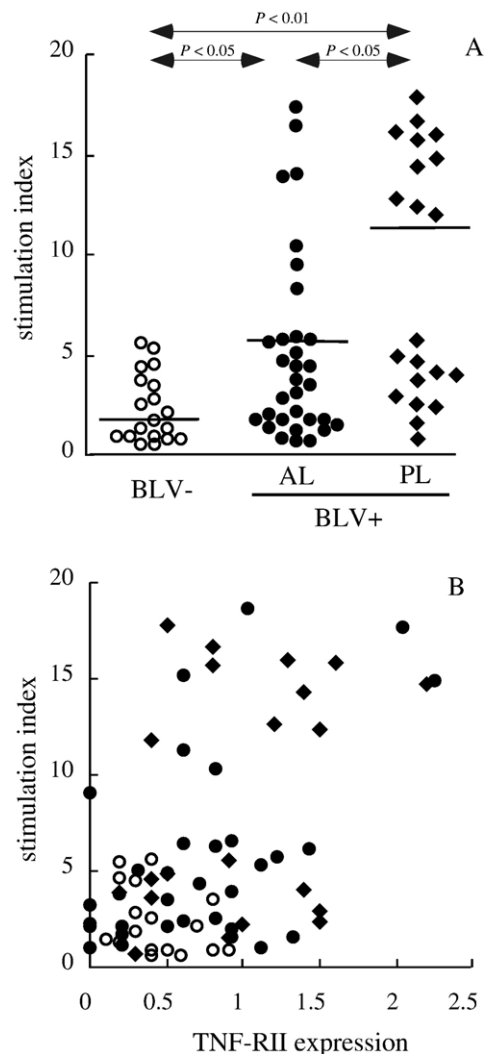 P < 0.01
A
P < 0.05 P < 0.05
20
15
10
5
0
stimulation index
BLV- AL PL
BLV+
B
20
15
10
5
0
stimulation index
0 0.5 1 1.5 2 2.5
TNF-RII expression